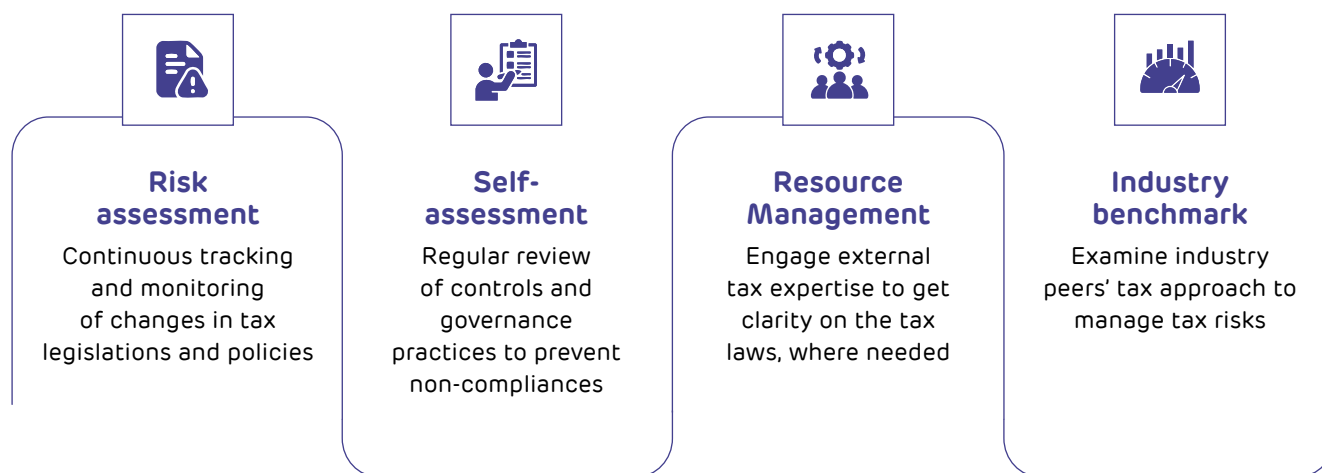 Risk
assessment
Continuous tracking
and monitoring
of changes in tax
legislations and policies
Self-
assessment
Regular review
of controls and
governance
practices to prevent
non-compliances
Resource
Management
Engage external
tax expertise to get
clarity on the tax
laws, where needed
Industry
benchmark
Examine industry
peers’ tax approach to
manage tax risks